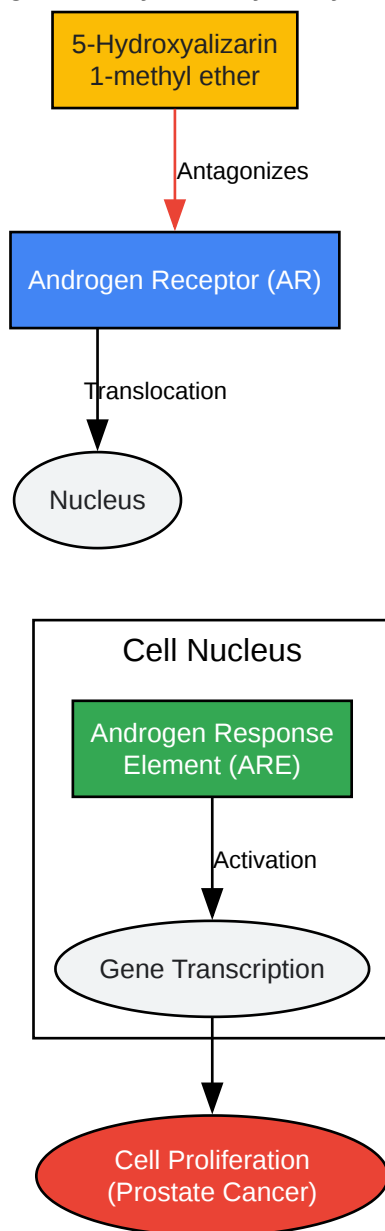 5-Hydroxyalizarin
1-methyl ether
Antagonizes
Androgen Receptor (AR)
Translocation
Nucleus
Cell Nucleus
Androgen Response
Element (ARE)
Activation
Gene Transcription
Cell Proliferation
(Prostate Cancer)